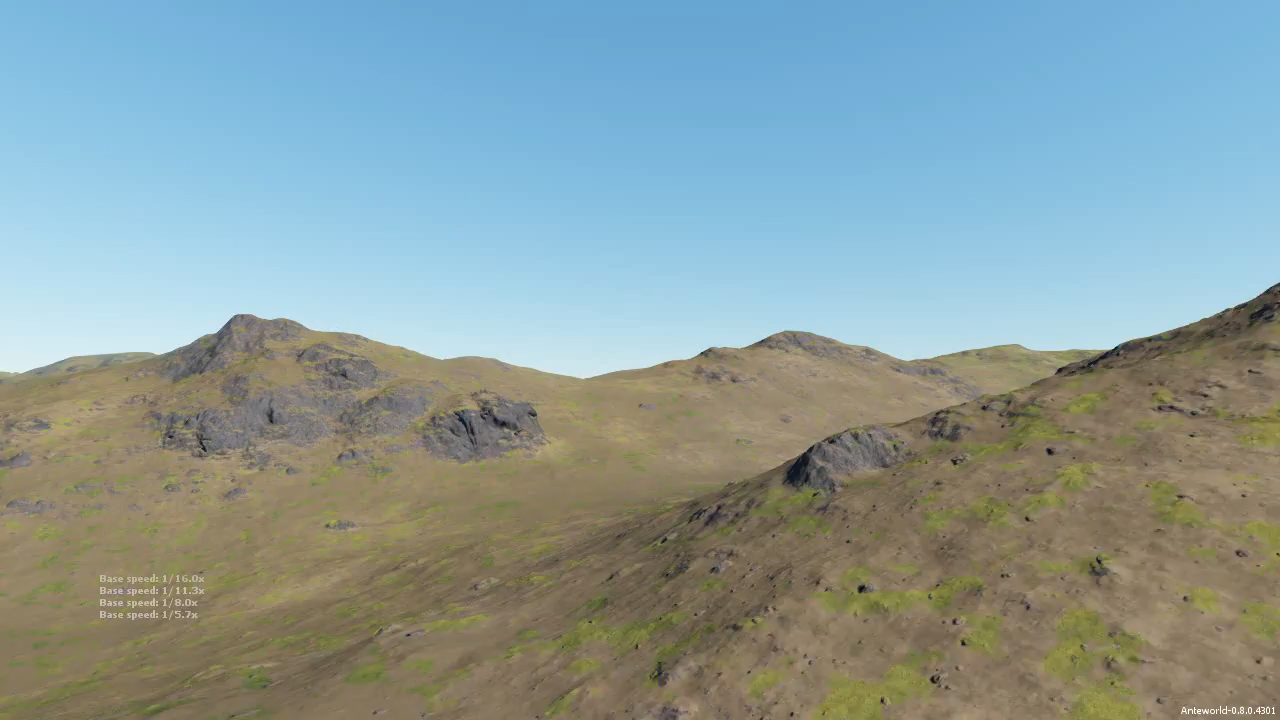 Base speed: 1/16.0x
Base speed: 1/11.3x
Base speed: 1/8.0x
Base speed: 1/5.7x
Anteworld-0.8.0.4301